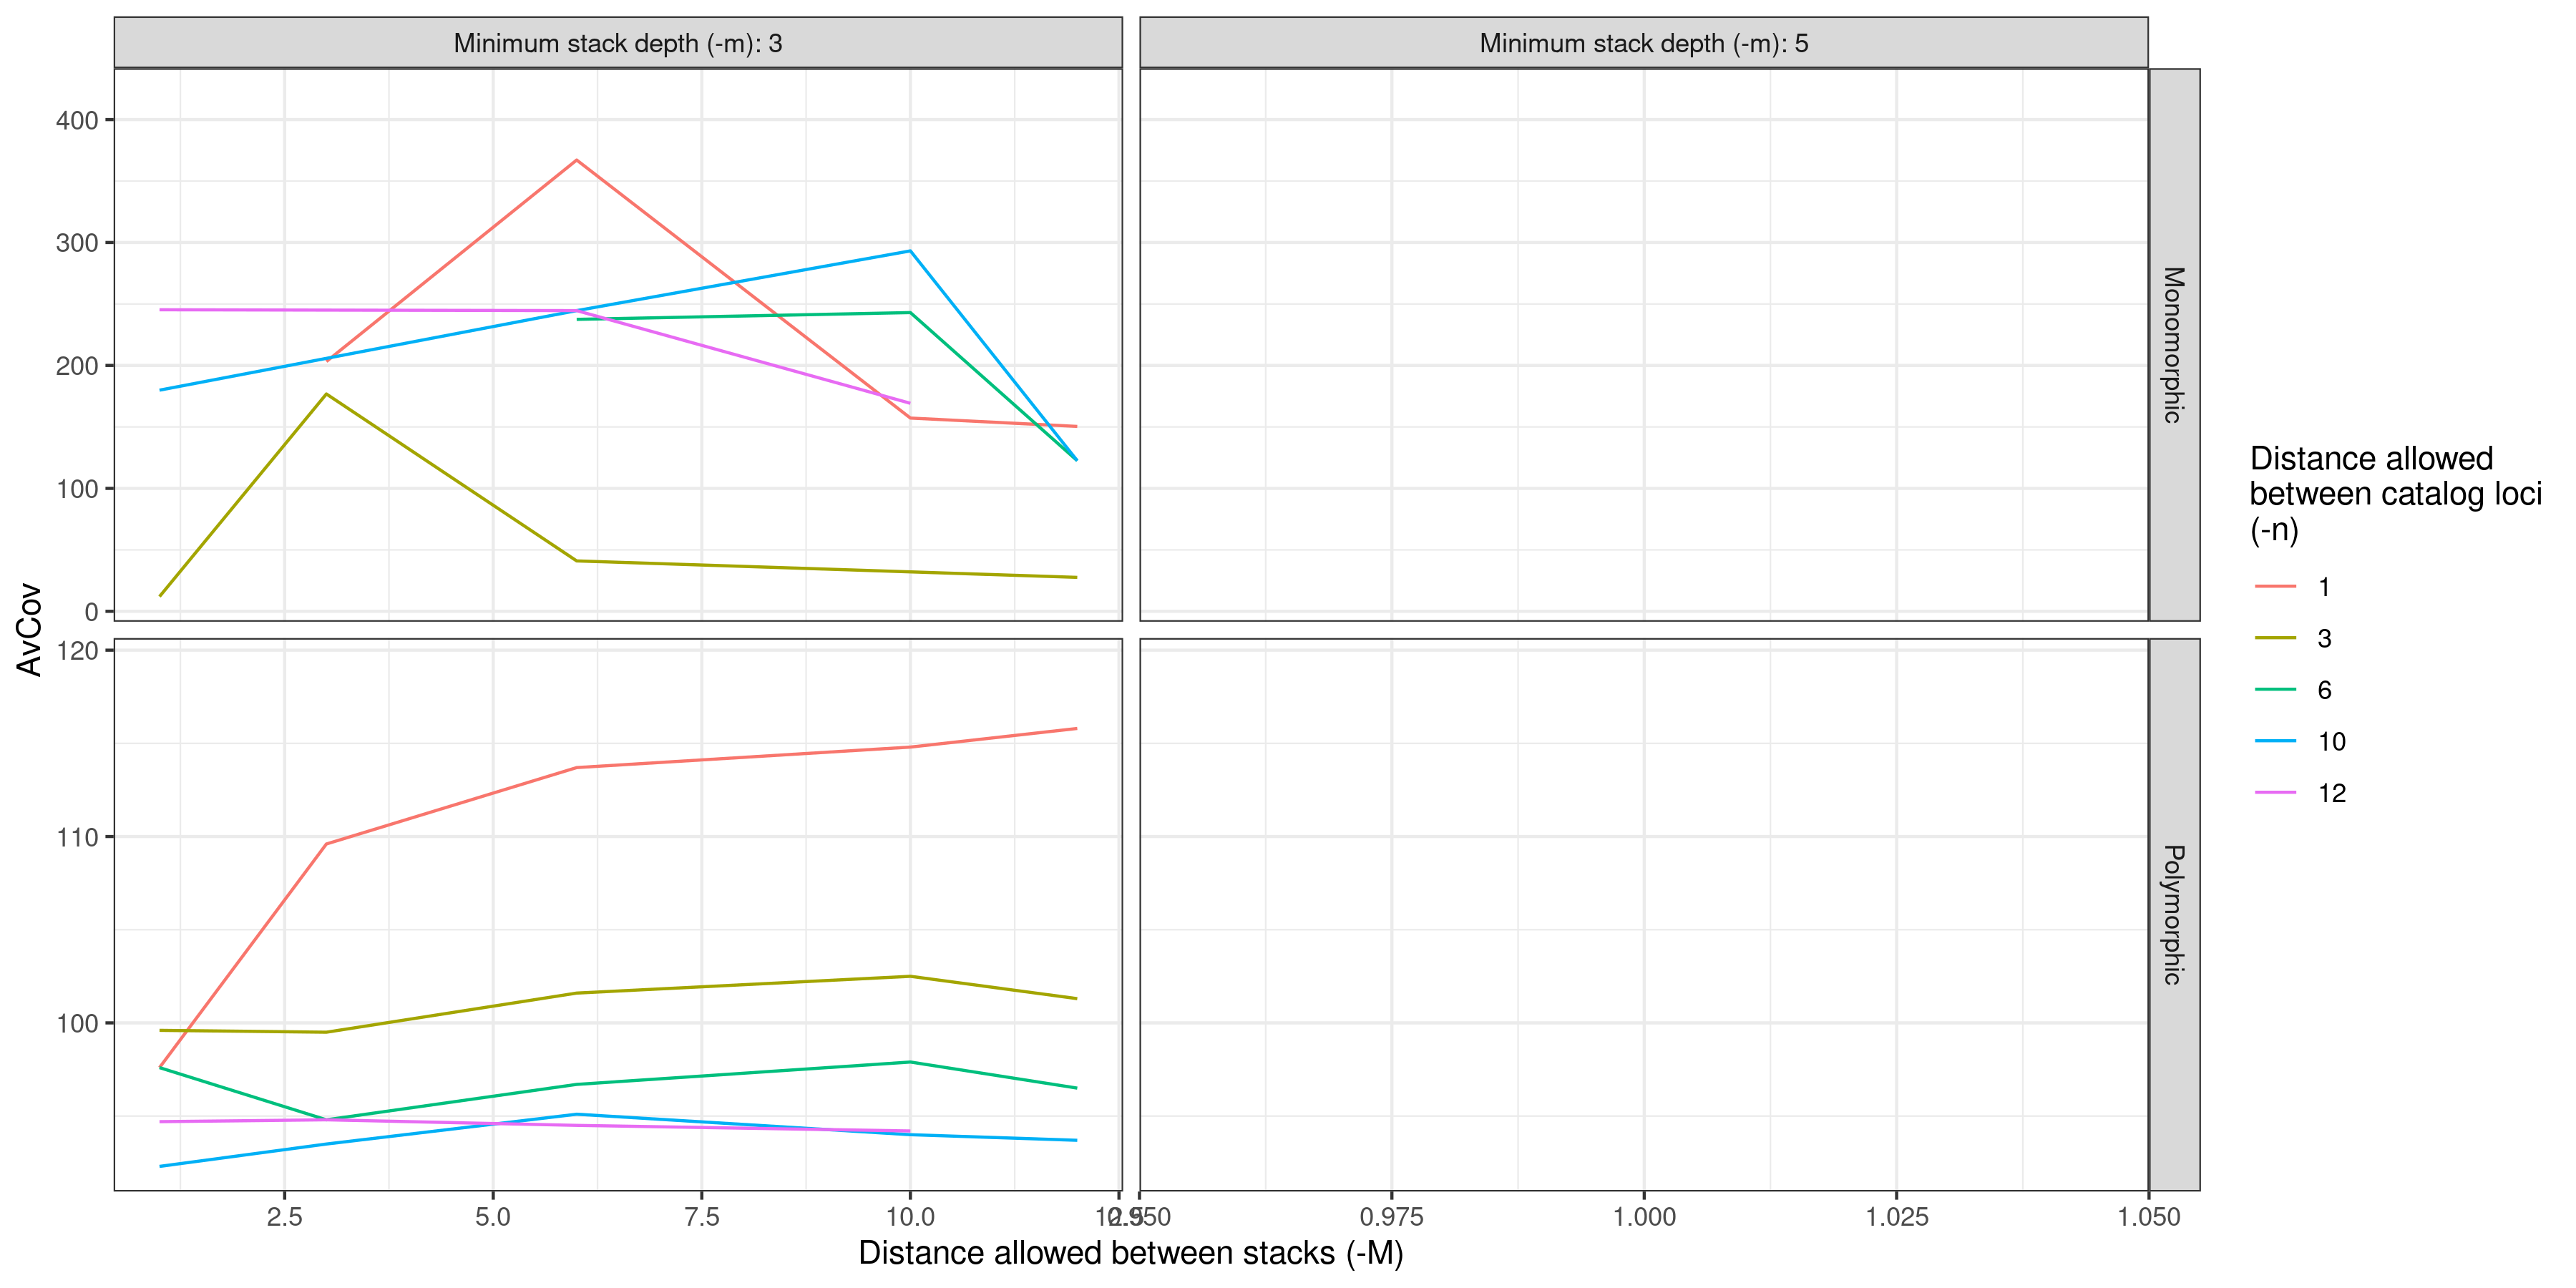 Minimum stack depth (-m): 3
Minimum stack depth (-m): 5
400
300
200
100
0
Monomorphic
AvCov
120
110
100
Polymorphic
2.5
5.0
7.5
10.0
12.5
0.950
0.975
1.000
1.025
1.050
Distance allowed between stacks (-M)
Distance allowed
between catalog loci
(-n)
1
3
6
10
12